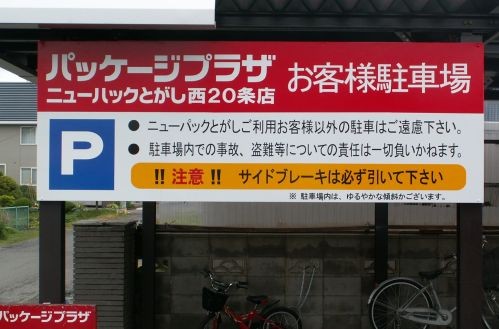 パッケージプラザ
ニューハックとがし西20条店
お客様駐車場
P
● ニューパックとがしご利用お客様以外の駐車はご遠慮下さい。
● 駐車場内での事故、盗難等についての責任は一切負いかねます。
!! 注意 !! サイドブレーキは必ず引いて下さい
※ 駐車場内は、ゆるやかな傾斜がございます。
パッケージプラザ